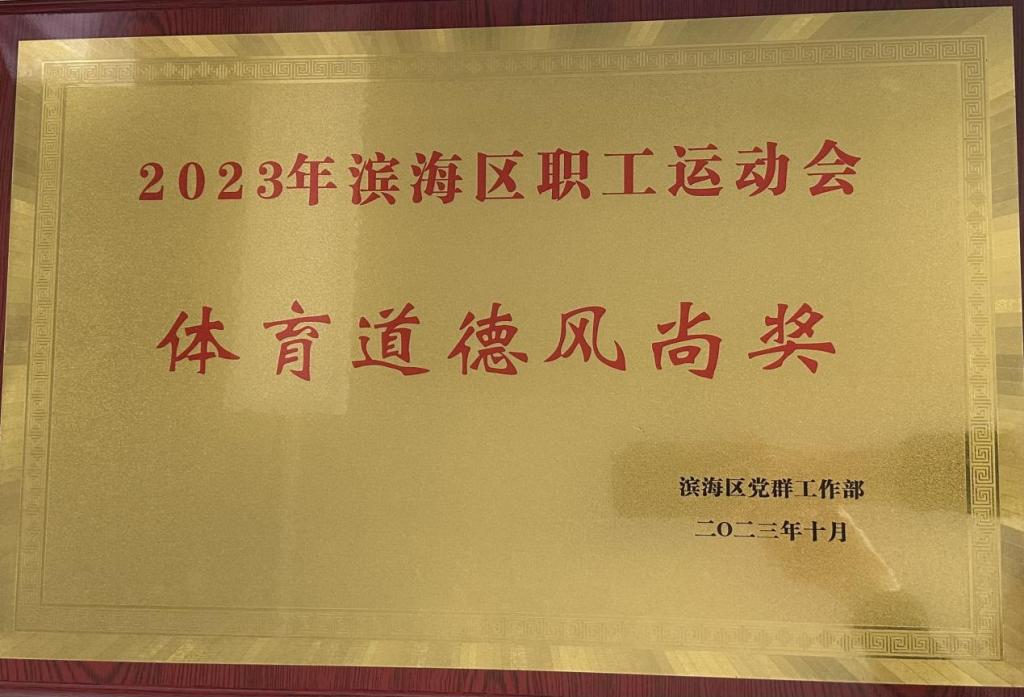 2023年滨海区职工运动会
体育道德风尚奖
滨海区党群工作部
二〇二三年十月